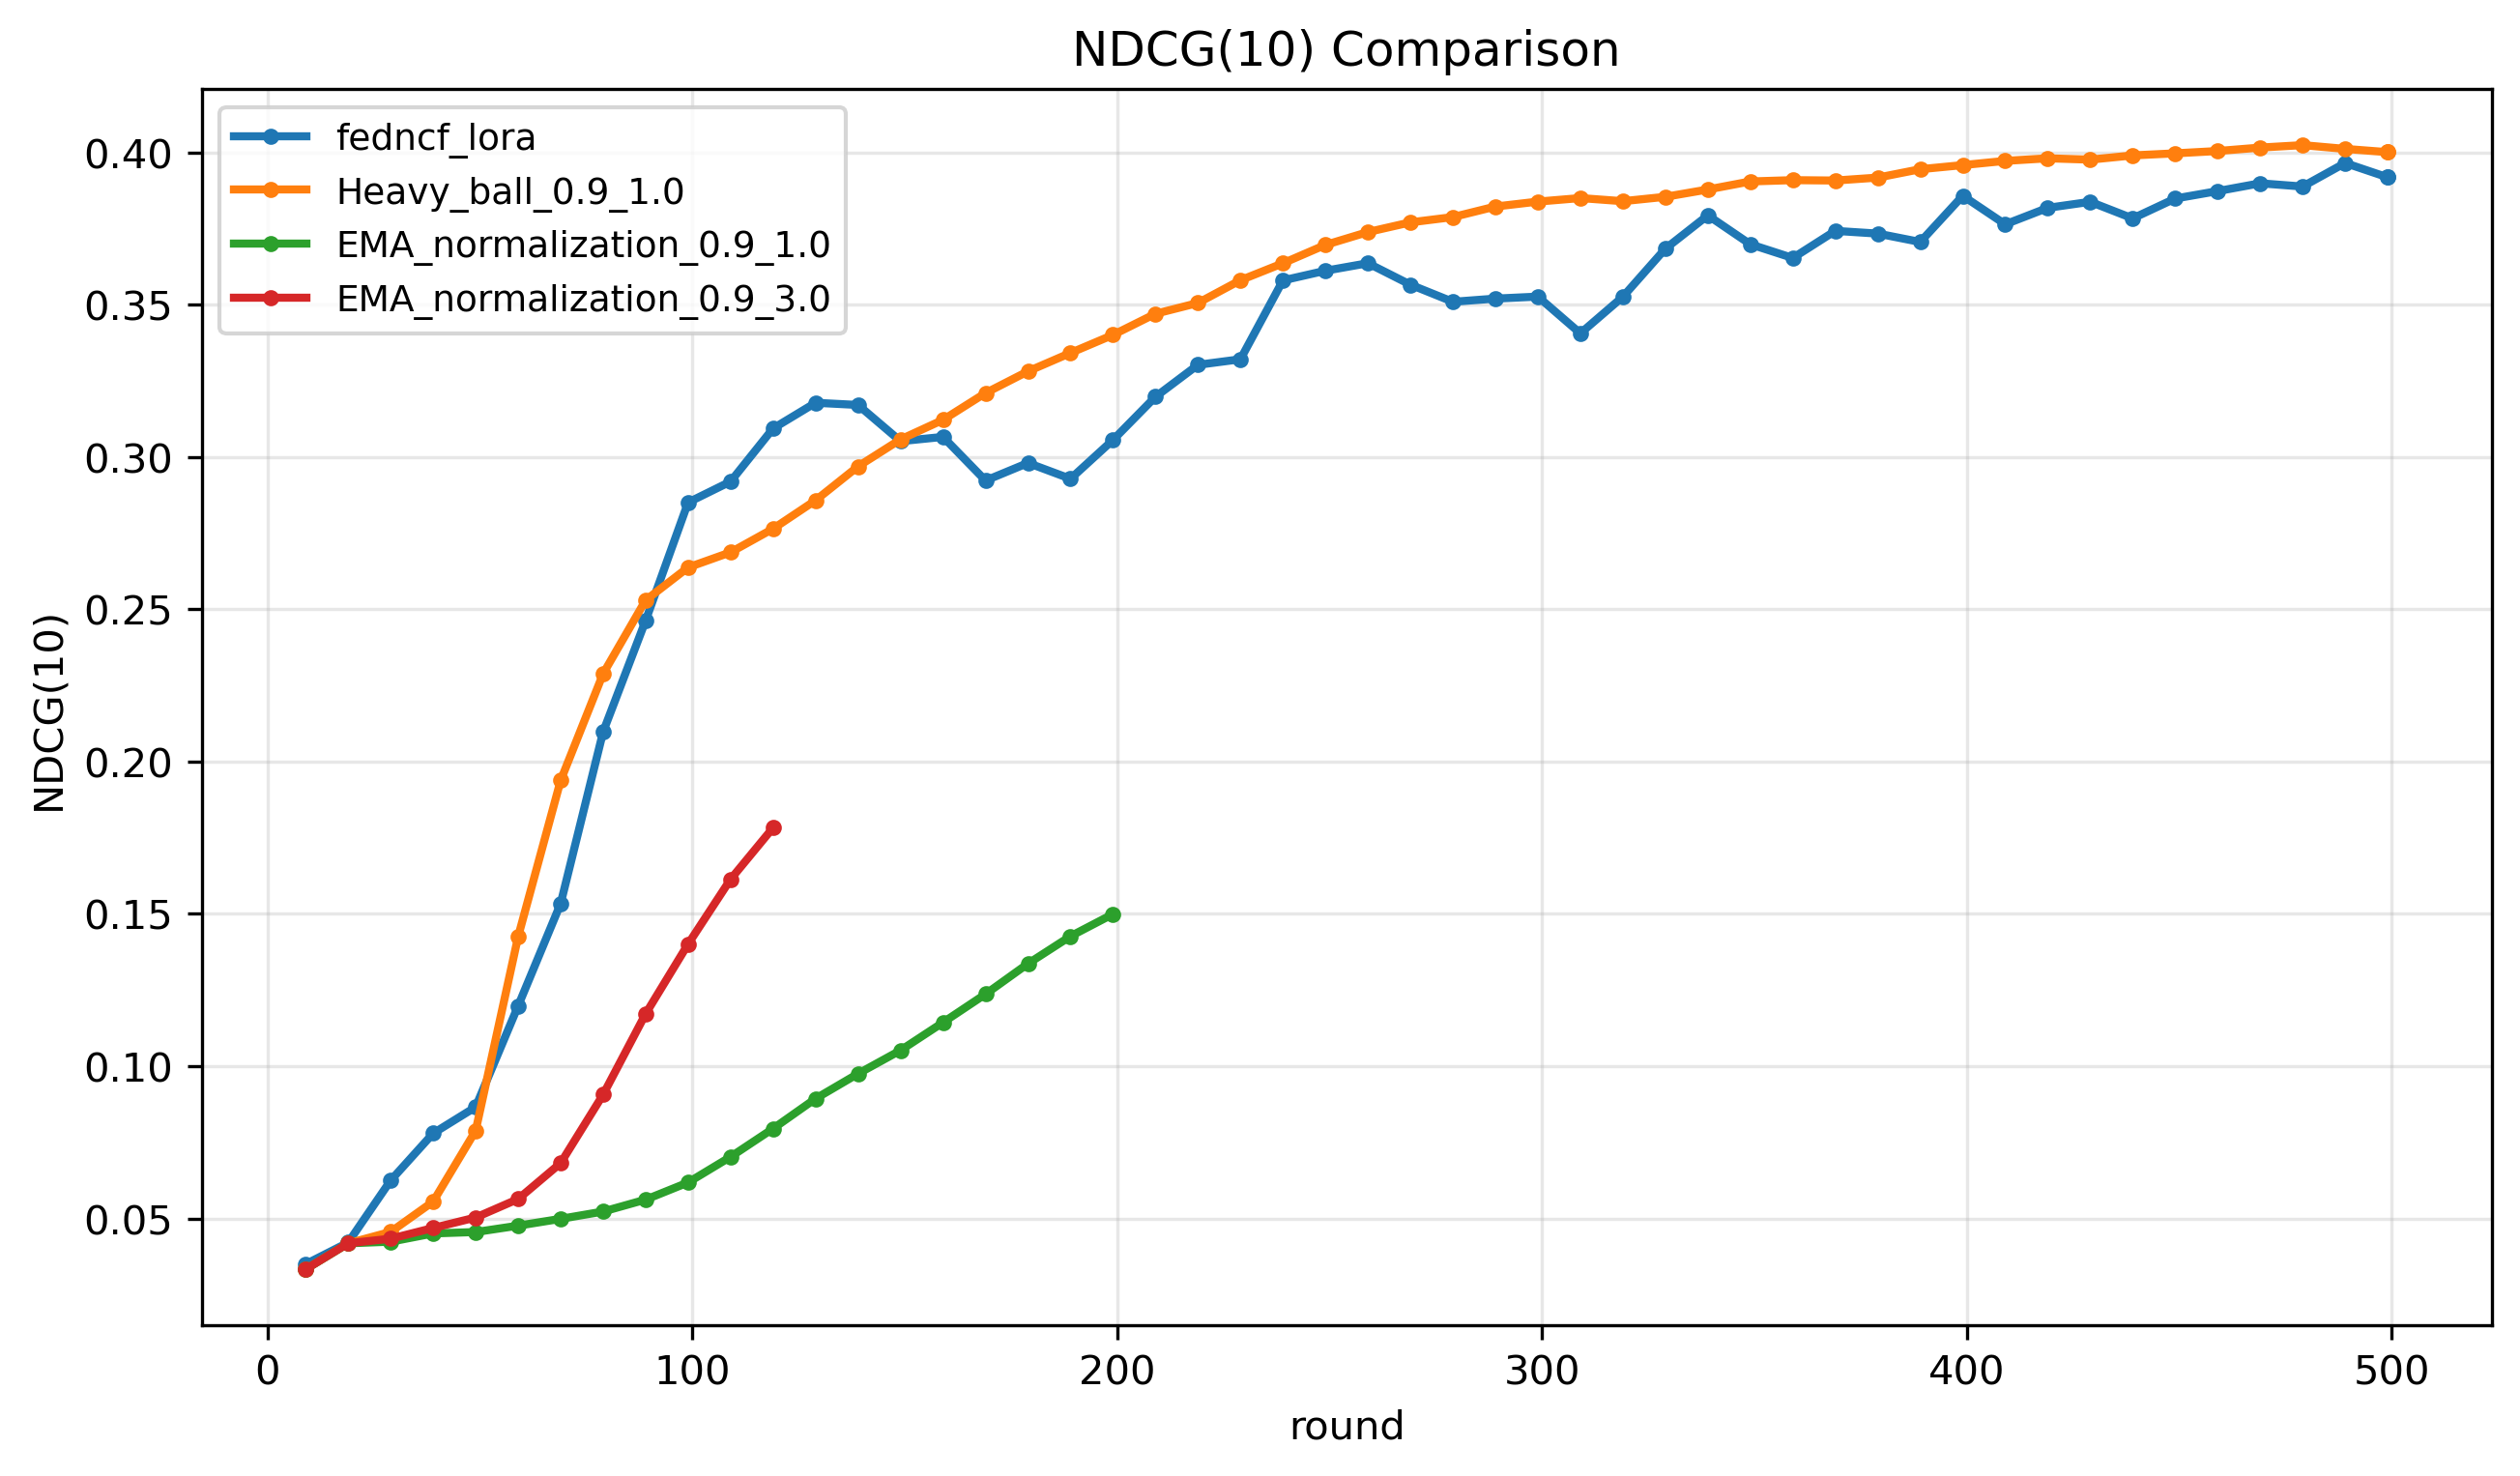 NDCG(10) Comparison
fedncf_lora
Heavy_ball_0.9_1.0
EMA_normalization_0.9_1.0
EMA_normalization_0.9_3.0
NDCG(10)
0.40
0.35
0.30
0.25
0.20
0.15
0.10
0.05
0 100 200 300 400 500
round